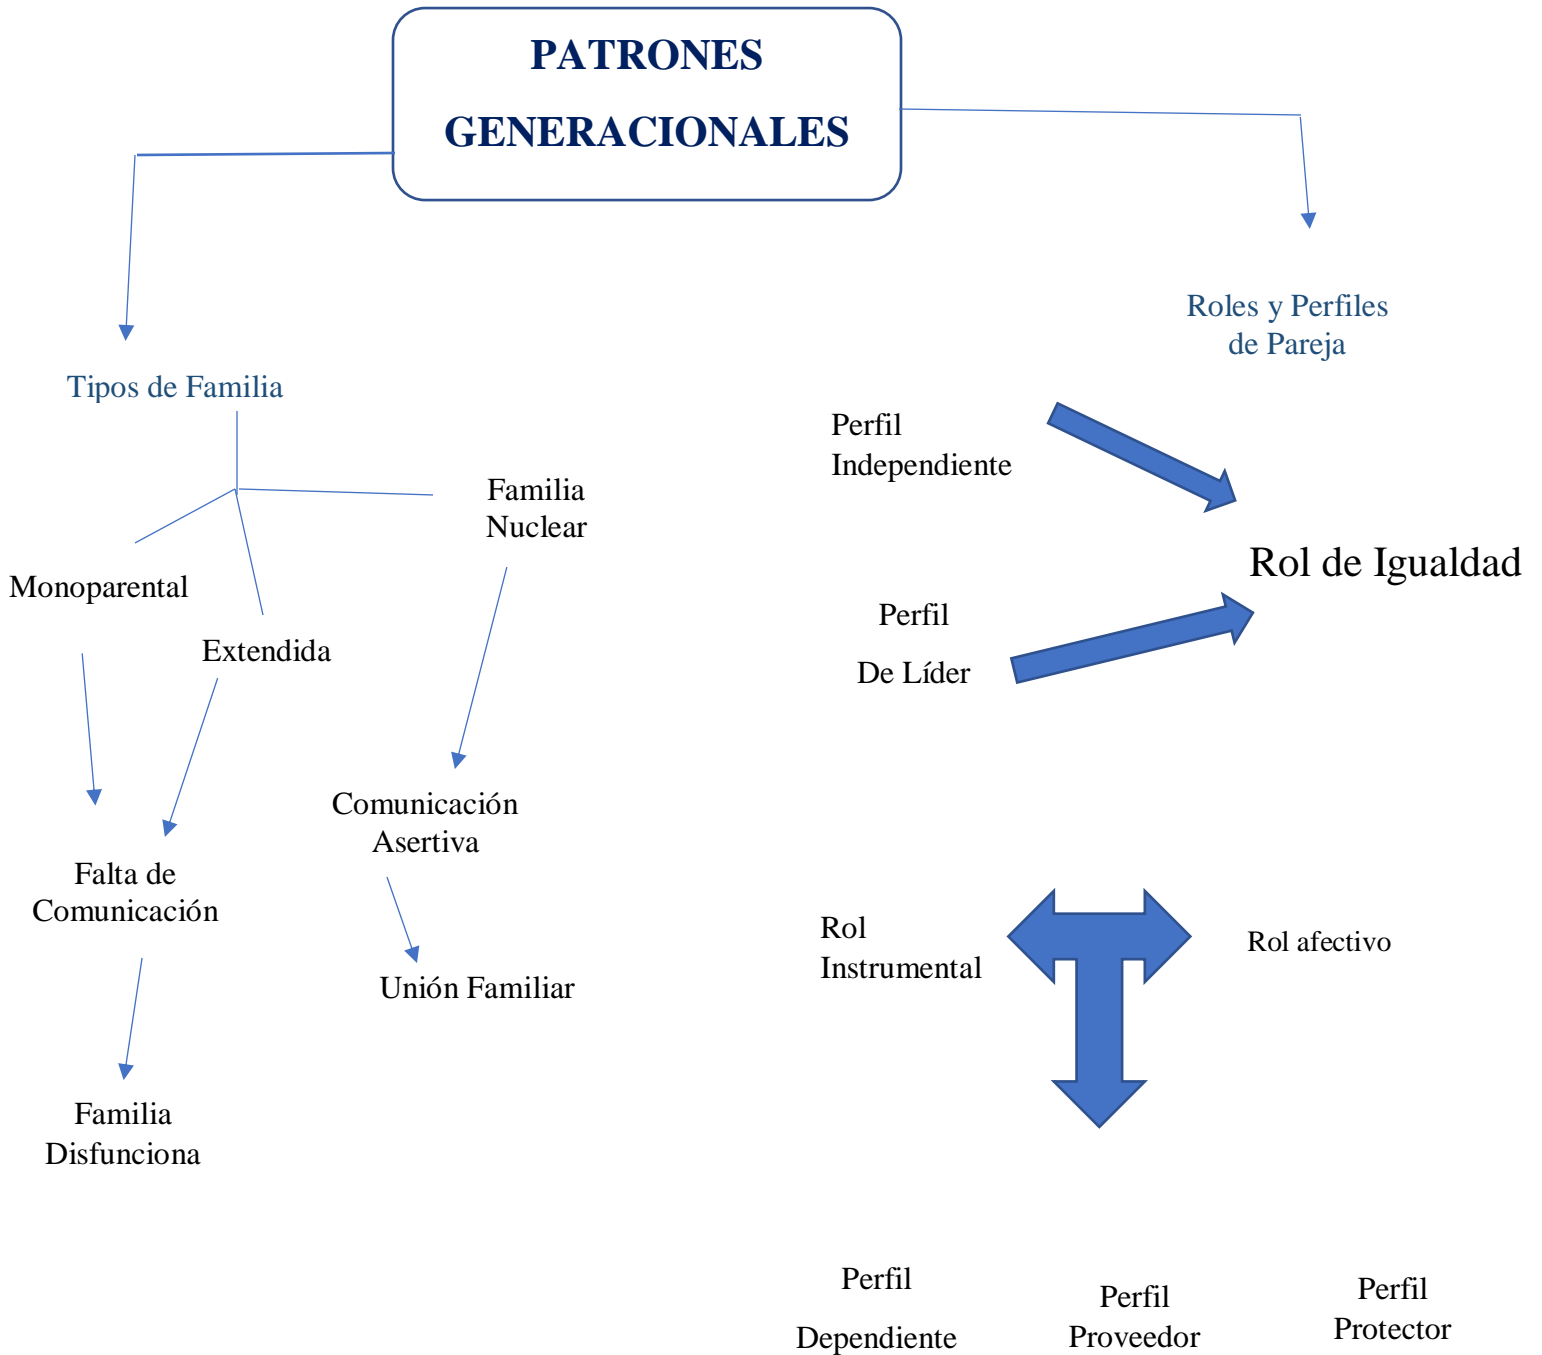 PATRONES
GENERACIONALES
Roles y Perfiles
de Pareja
Tipos de Familia
Perfil
Independiente
Familia
Nuclear
Rol de Igualdad
Monoparental
Perfil
De Líder
Extendida
Comunicación
Asertiva
Falta de
Comunicación
Rol
Instrumental
Rol afectivo
Unión Familiar
Familia
Disfunciona
Perfil
Dependiente
Perfil
Proveedor
Perfil
Protector